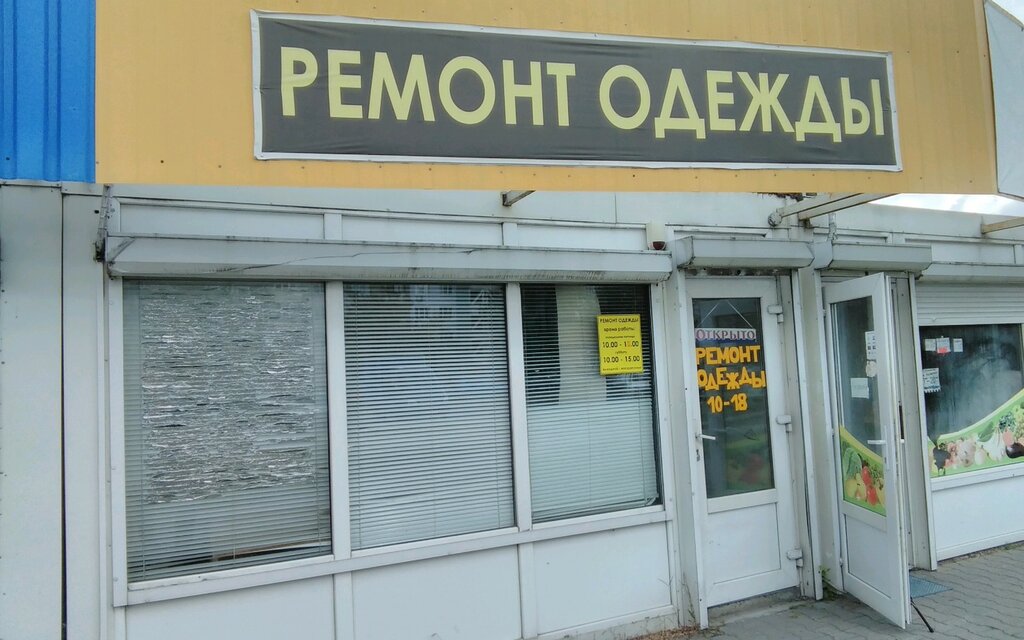 РЕМОНТ ОДЕЖДЫ
РЕМОНТ ОДЕЖДЫ
время работы:
10.00 - 18.00
суббота
10.00 - 15.00
ОТКРЫТО
РЕМОНТ
ОДЕЖДЫ
10-18